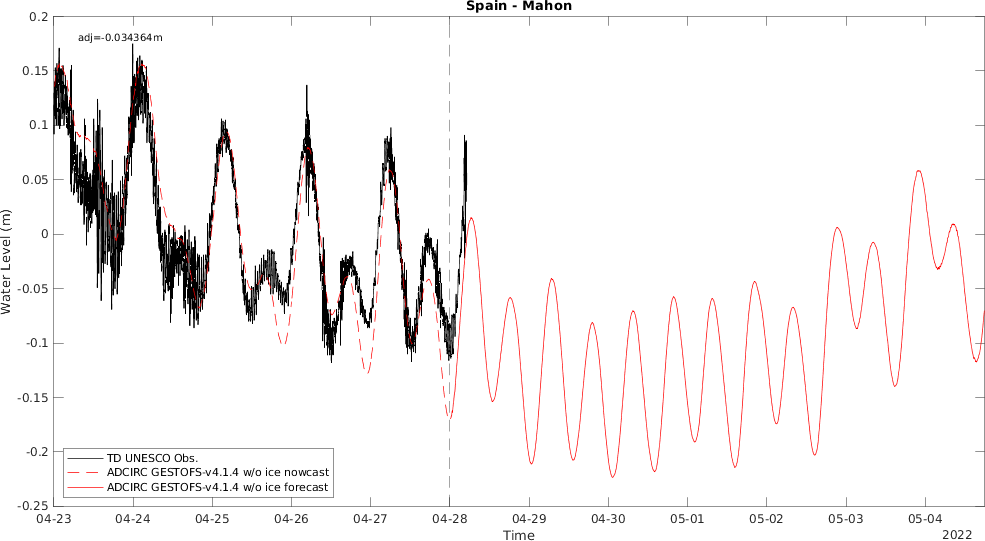 Spain - Mahon
adj=-0.034364m
0.2
0.15
0.1
0.05
0
-0.05
-0.1
-0.15
-0.2
-0.25
Water Level (m)
TD UNESCO Obs.
ADCIRC GESTOFS-v4.1.4 w/o ice nowcast
ADCIRC GESTOFS-v4.1.4 w/o ice forecast
04-23 04-24 04-25 04-26 04-27 04-28 04-29 04-30 05-01 05-02 05-03 05-04
Time
2022